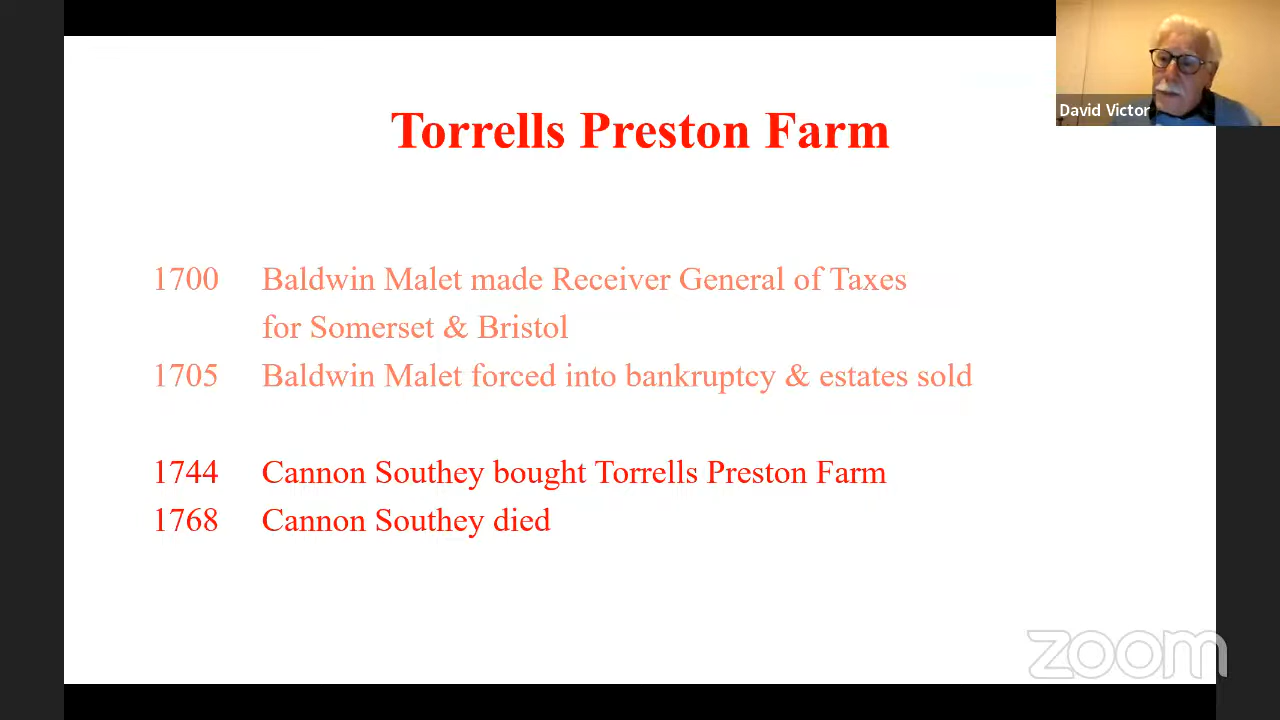 Torrells Preston Farm
David Victor
1700 Baldwin Malet made Receiver General of Taxes
for Somerset & Bristol
1705 Baldwin Malet forced into bankruptcy & estates sold
1744 Cannon Southey bought Torrells Preston Farm
1768 Cannon Southey died
zoom